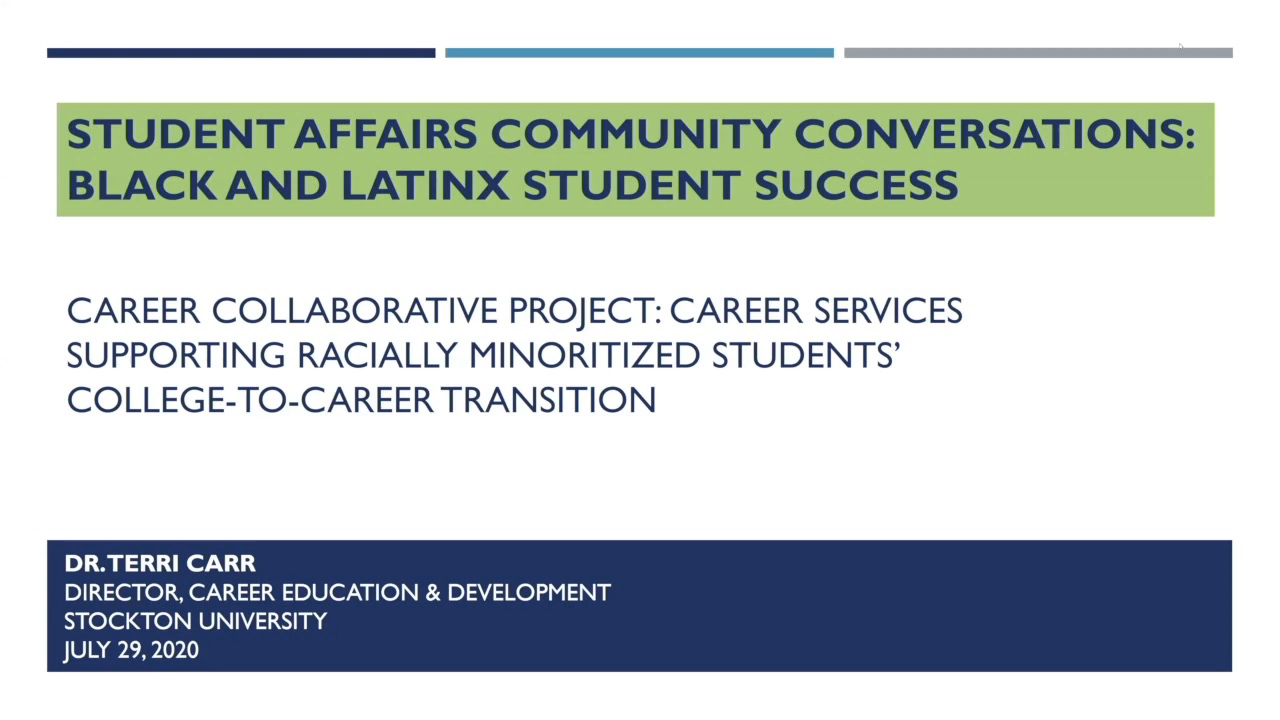 STUDENT AFFAIRS COMMUNITY CONVERSATIONS:
BLACK AND LATINX STUDENT SUCCESS
CAREER COLLABORATIVE PROJECT: CAREER SERVICES
SUPPORTING RACIALLY MINORITIZED STUDENTS’
COLLEGE-TO-CAREER TRANSITION
DR. TERRI CARR
DIRECTOR, CAREER EDUCATION & DEVELOPMENT
STOCKTON UNIVERSITY
JULY 29, 2020